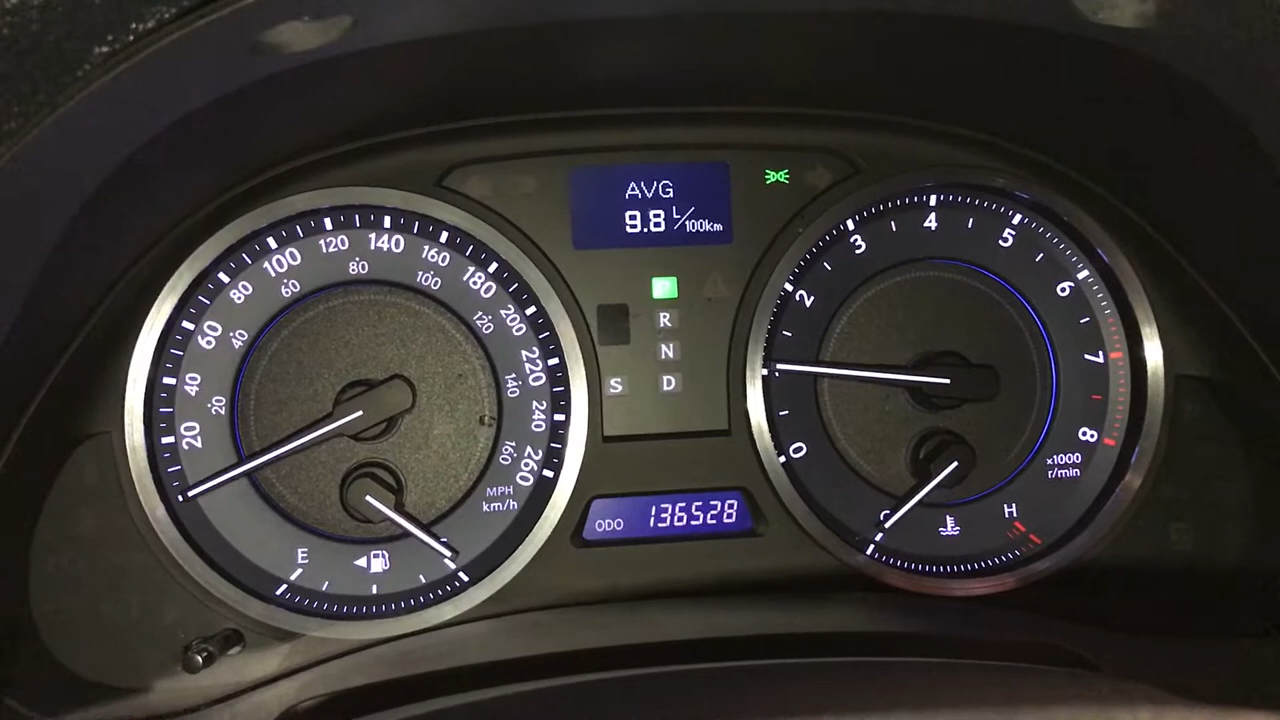 AVG
9.8 L/100km
P
R
N
S D
20
40
60
80
100
120
140
160
180
200
220
240
260
20
40
60
80
100
120
140
160
MPH
km/h
E
ODO 136528
0
2
3
4
5
6
7
8
x1000
r/min
H